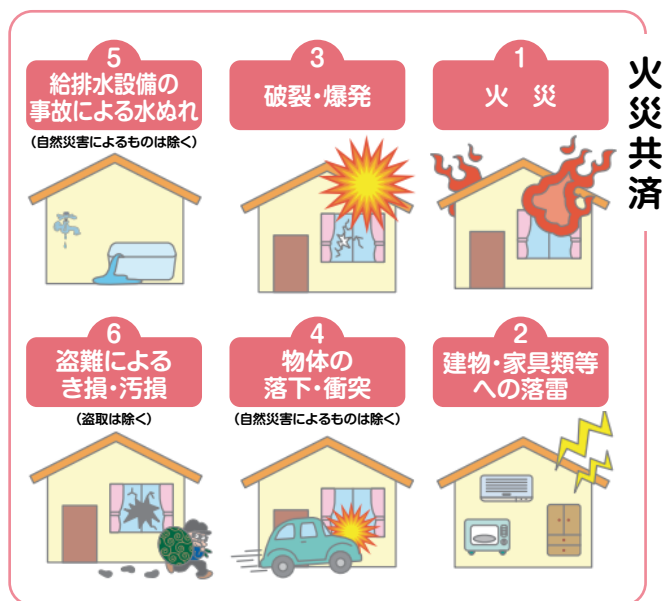 火災共済
1
火 災
2
建物・家具類等
への落雷
3
破裂・爆発
4
物体の
落下・衝突
(自然災害によるものは除く)
5
給排水設備の
事故による水ぬれ
(自然災害によるものは除く)
6
盗難による
き損・汚損
(盗取は除く)